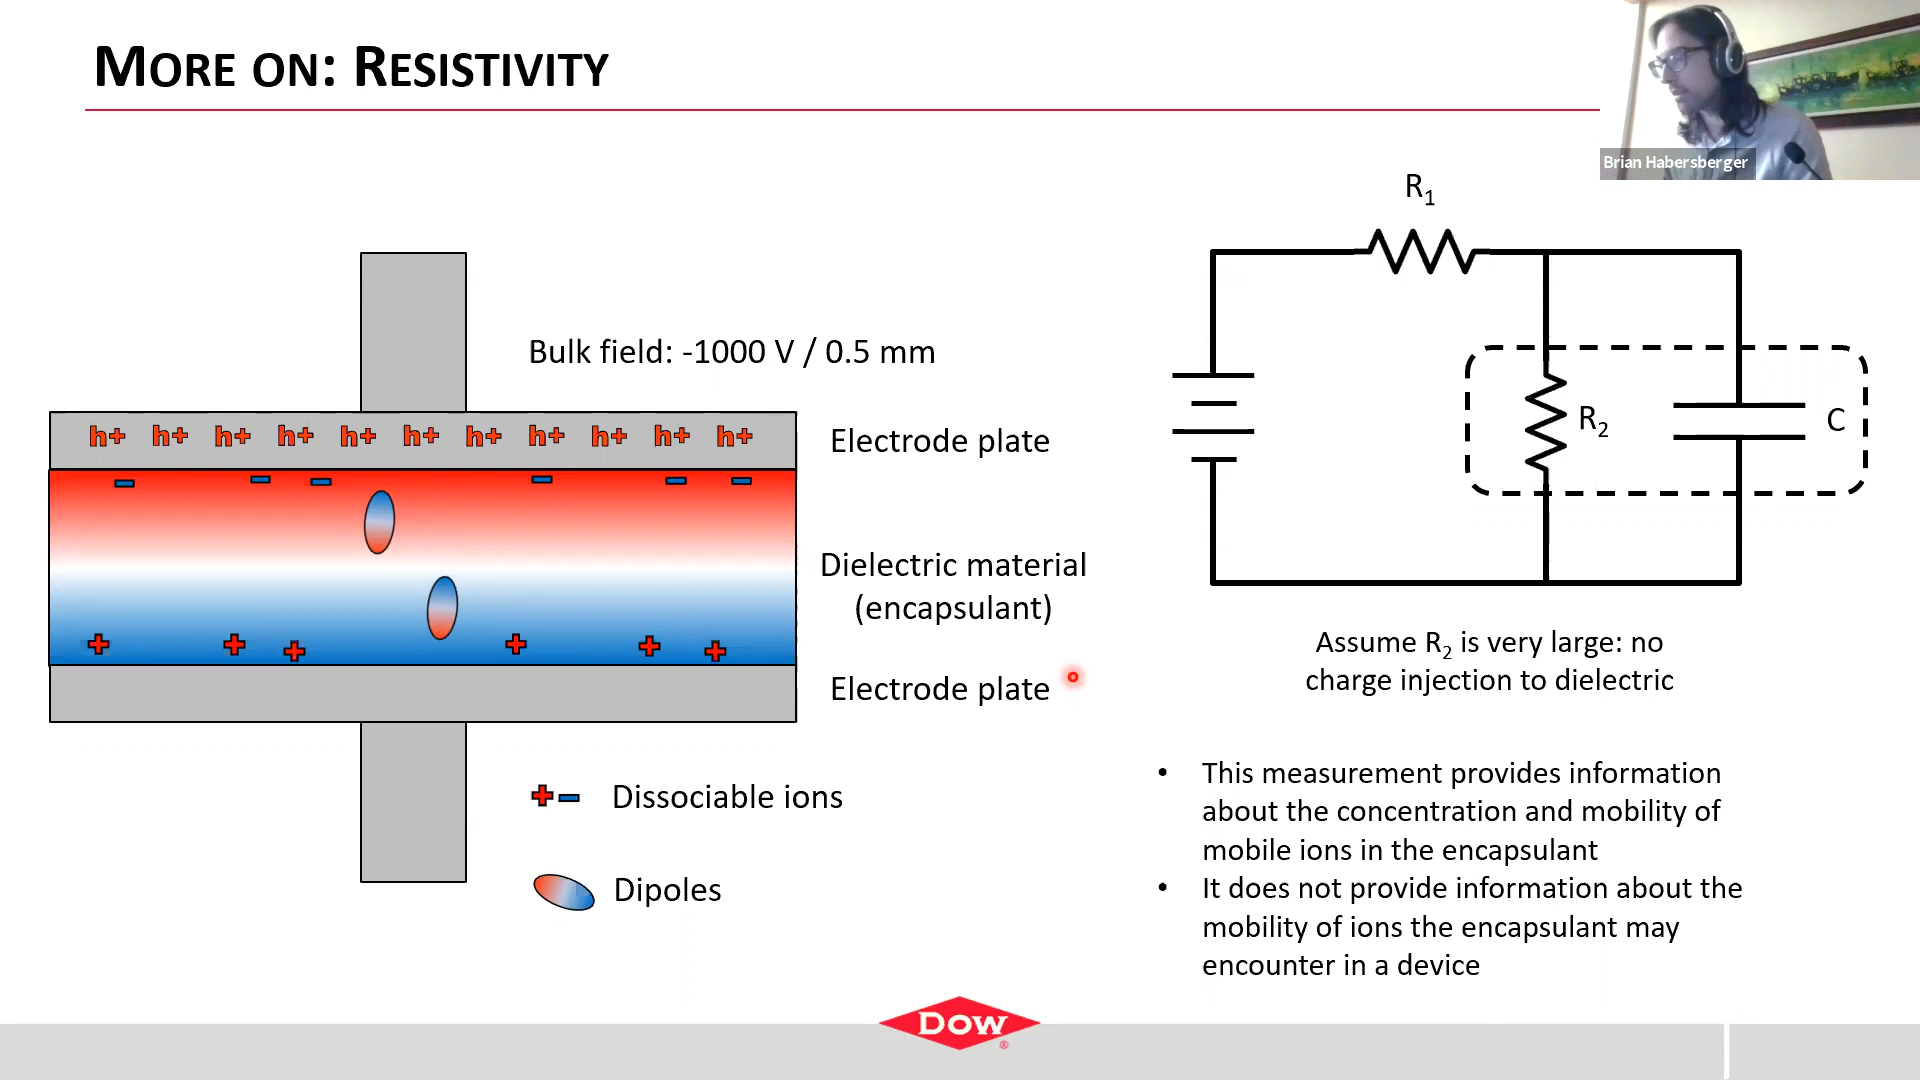 MORE ON: RESISTIVITY
Brian Habersberger
R1
Bulk field: -1000 V / 0.5 mm
h+ h+ h+ h+ h+ h+ h+ h+ h+ h+ h+
Electrode plate
R2
C
Dielectric material
(encapsulant)
Electrode plate
Assume R2 is very large: no
charge injection to dielectric
Dissociable ions
Dipoles
• This measurement provides information
about the concentration and mobility of
mobile ions in the encapsulant
• It does not provide information about the
mobility of ions the encapsulant may
encounter in a device
DOW ®